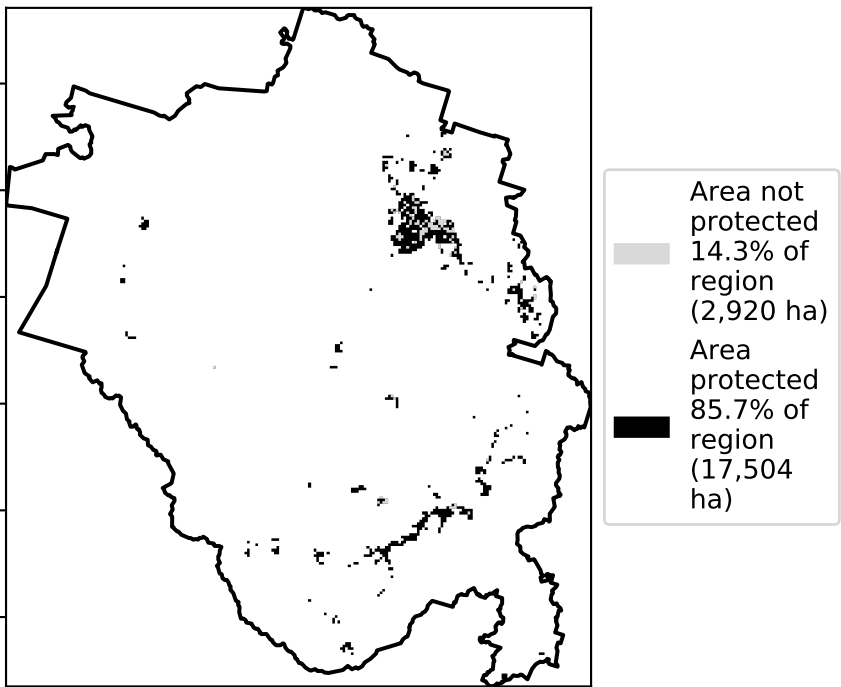 Area not
protected
14.3% of
region
(2,920 ha)
Area
protected
85.7% of
region
(17,504
ha)